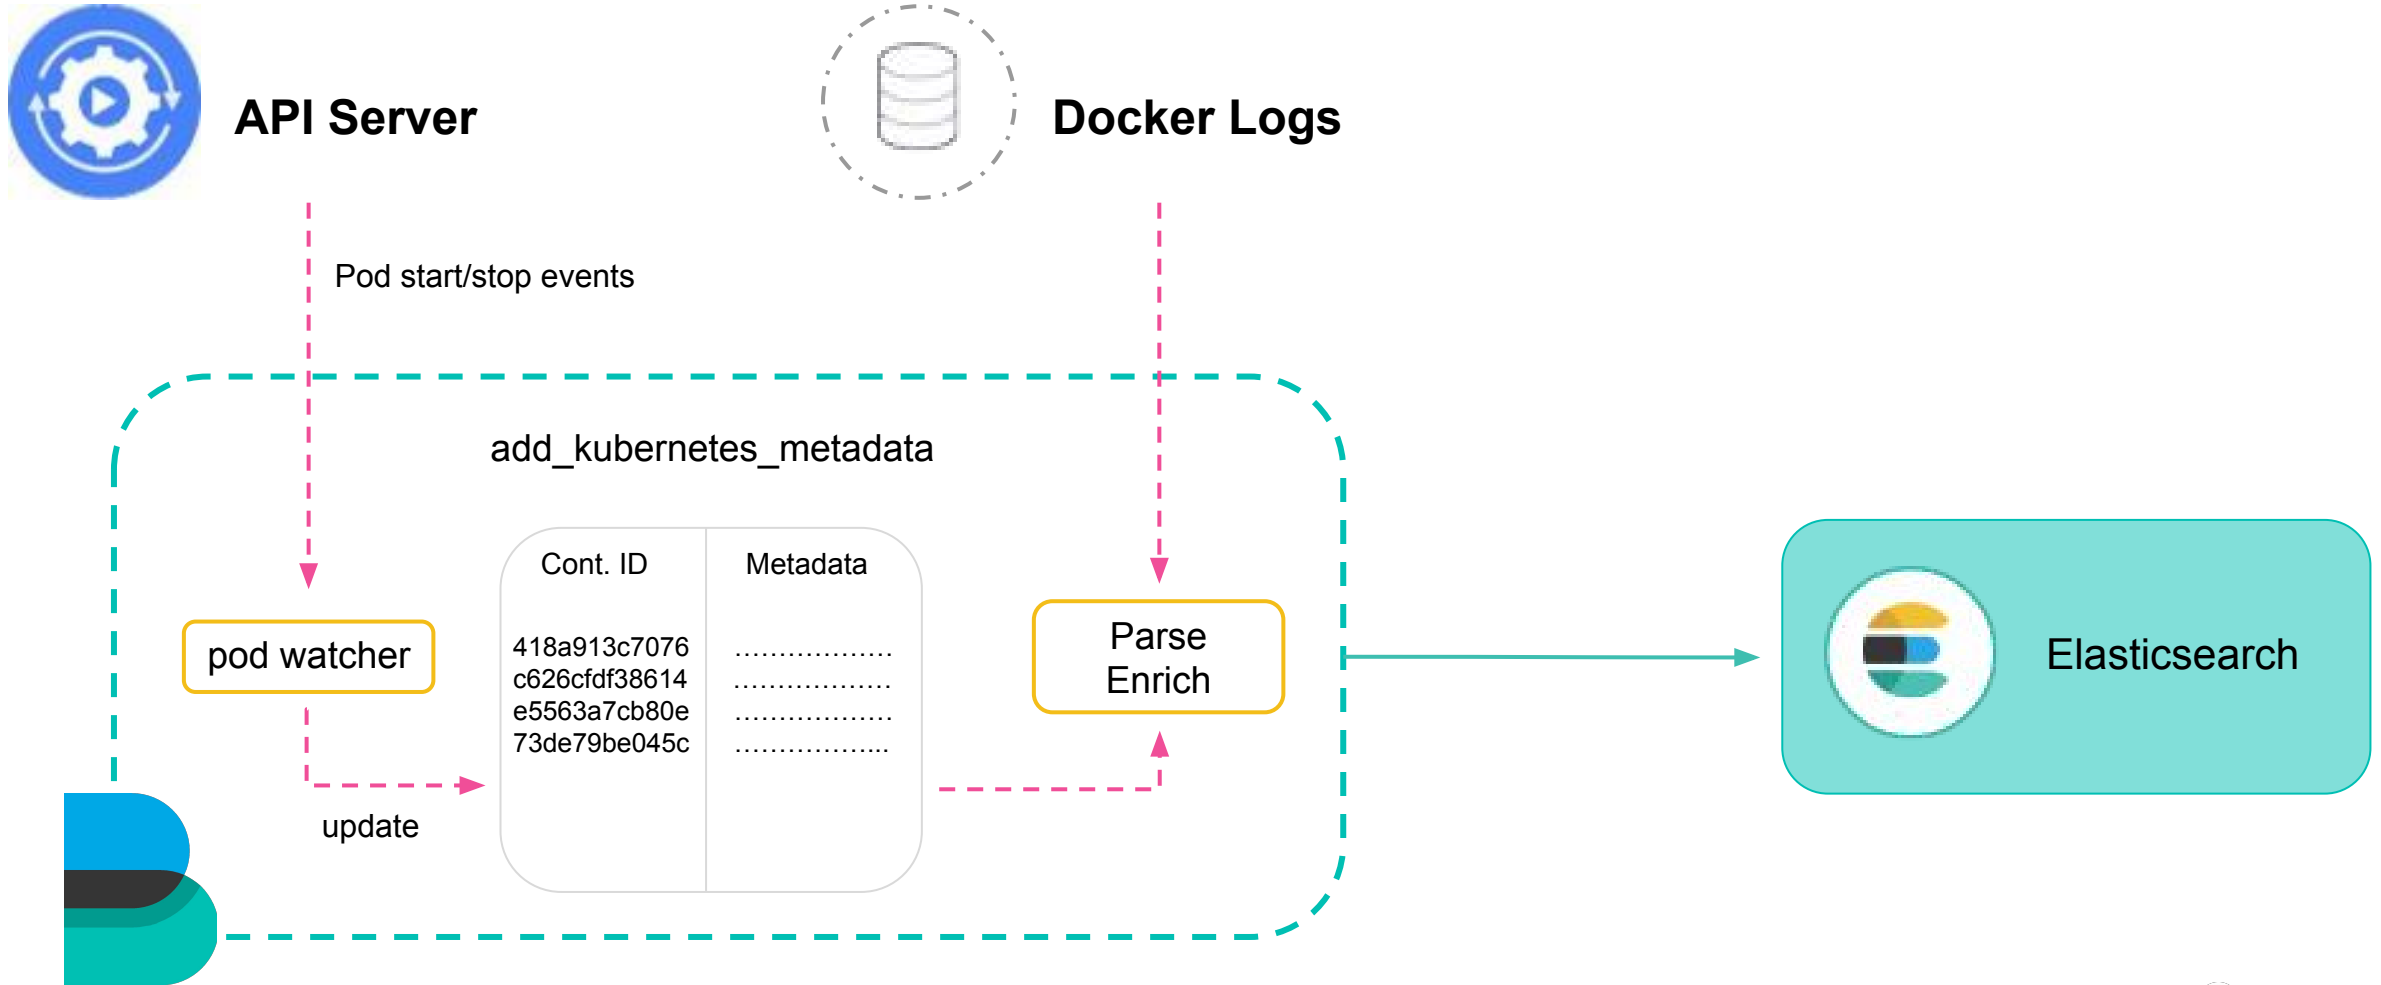 API Server
Docker Logs
Pod start/stop events
add_kubernetes_metadata
Cont. ID
Metadata
418a913c7076
c626cfdf38614
e5563a7cb80e
73de79be045c
………………
………………
………………
……………...
pod watcher
update
Parse
Enrich
Elasticsearch